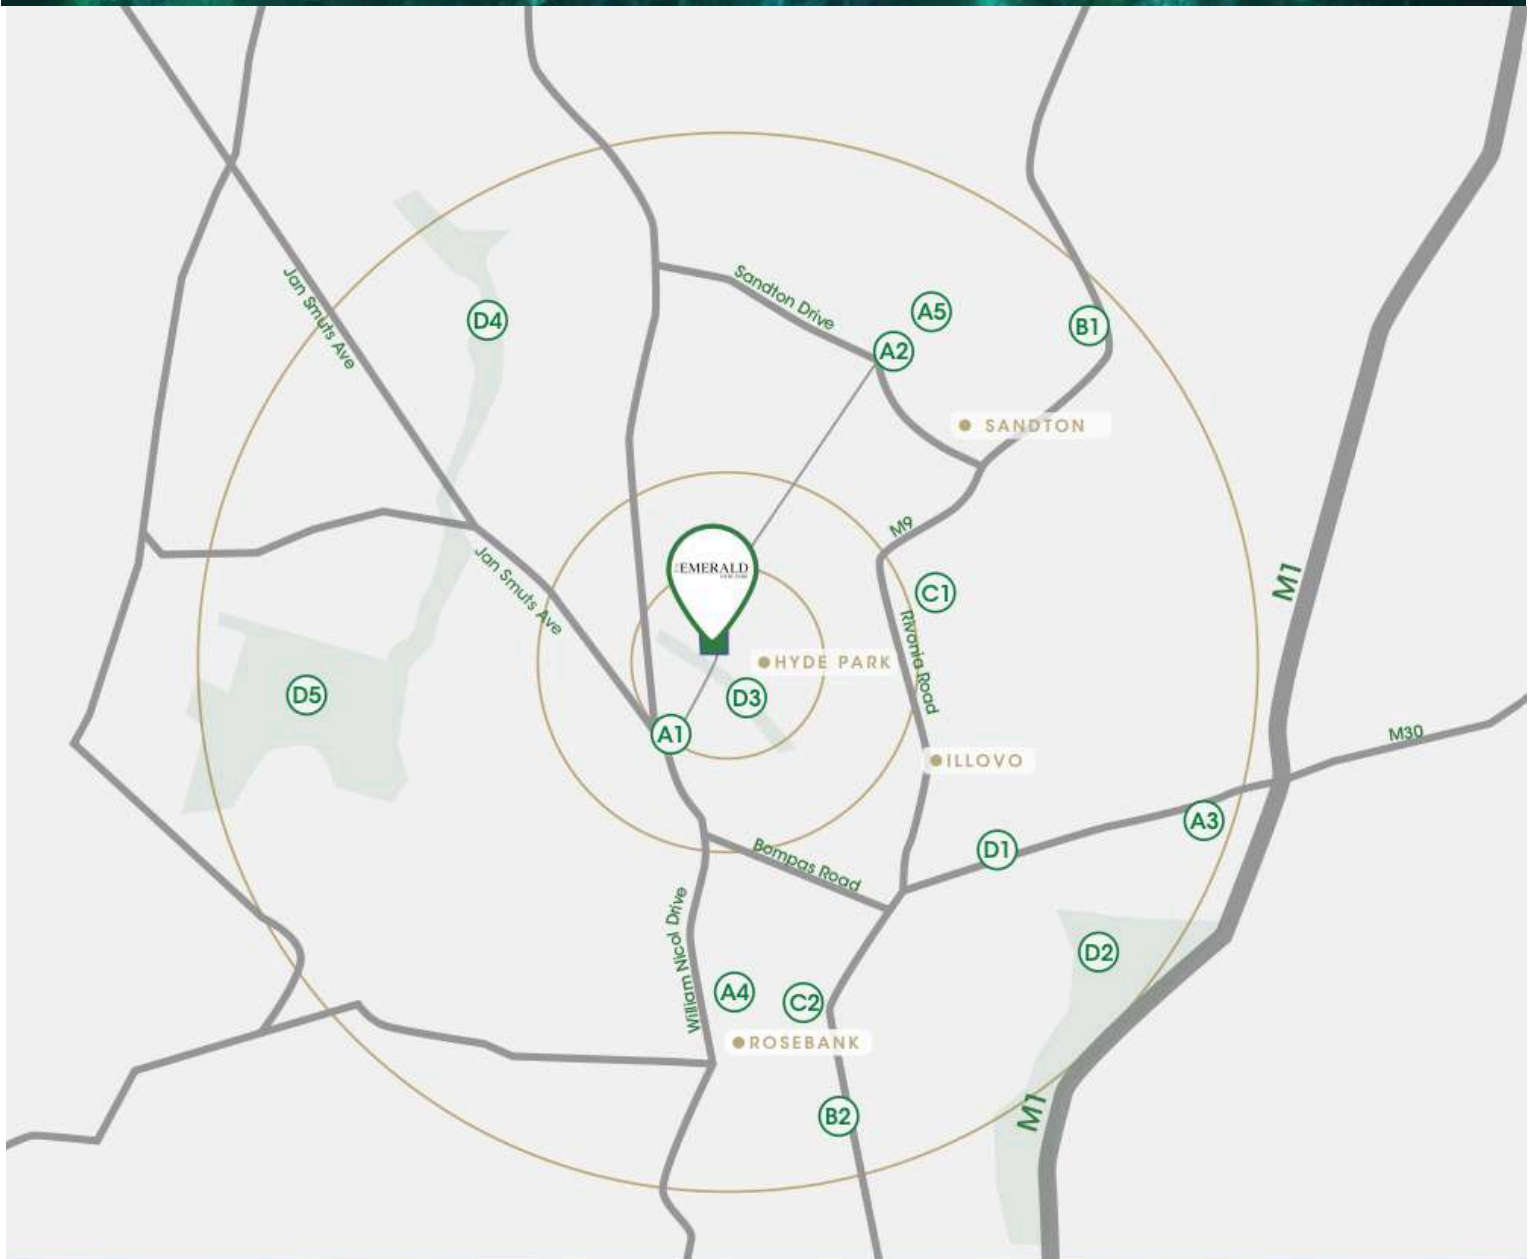 Jan Smuts Ave
D4
Sandton Drive
A5
A2
B1
SANDTON
M9
Jan Smuts Ave
EMERALD
C1
M1
Rivonia Road
HYDE PARK
D5
D3
A1
M30
ILLOVO
A3
D1
Bompas Road
William Nicol Drive
D2
A4
C2
ROSEBANK
M1
B2